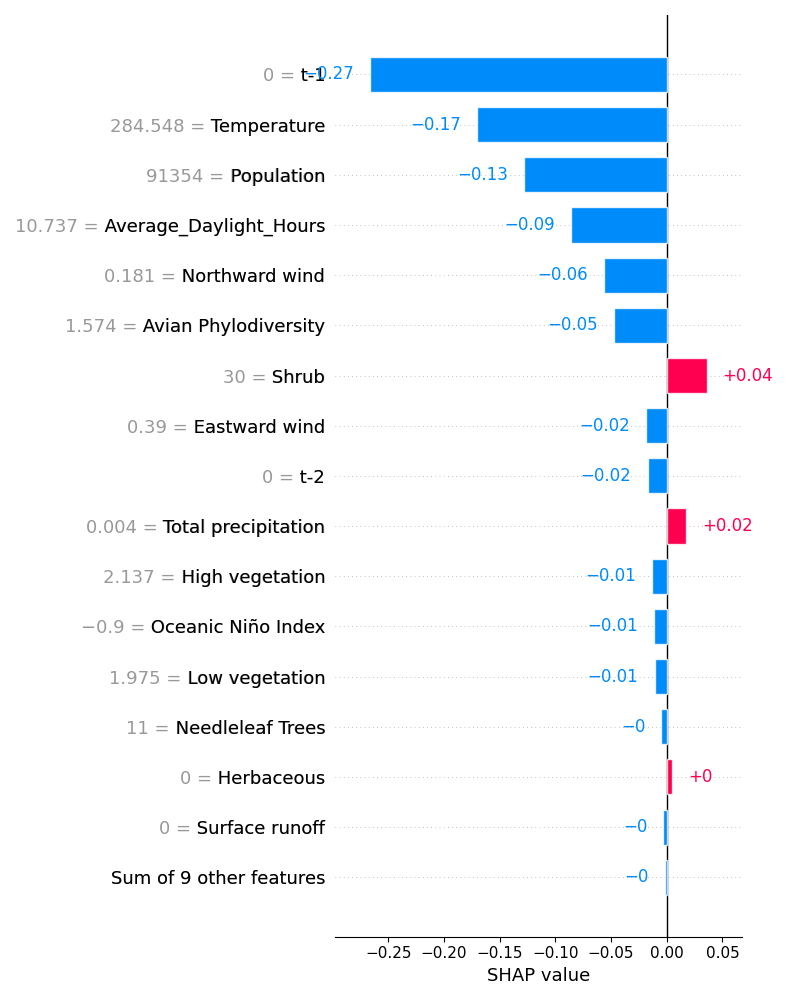 0 = t-1 −0.27
284.548 = Temperature −0.17
91354 = Population −0.13
10.737 = Average_Daylight_Hours −0.09
0.181 = Northward wind −0.06
1.574 = Avian Phylodiversity −0.05
30 = Shrub +0.04
0.39 = Eastward wind −0.02
0 = t-2 −0.02
0.004 = Total precipitation +0.02
2.137 = High vegetation −0.01
−0.9 = Oceanic Niño Index −0.01
1.975 = Low vegetation −0.01
11 = Needleleaf Trees −0
0 = Herbaceous +0
0 = Surface runoff −0
Sum of 9 other features −0
−0.25 −0.20 −0.15 −0.10 −0.05 0.00 0.05
SHAP value